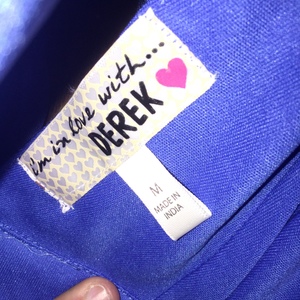 i'm in love with...
DEREK
M
MADE IN
INDIA